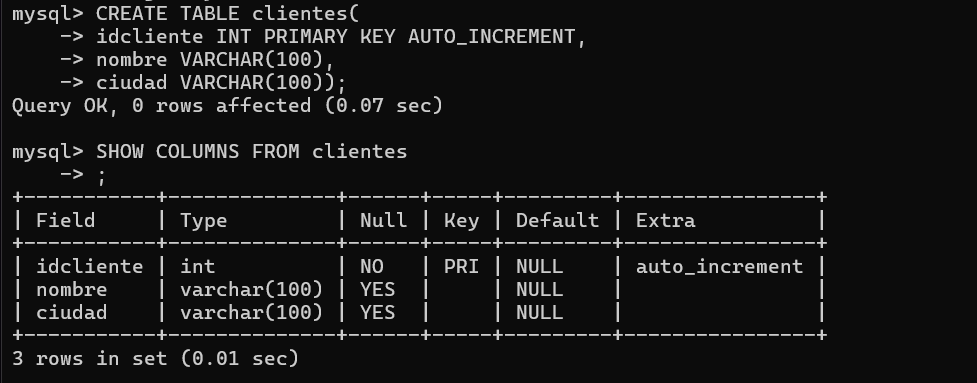 mysql> CREATE TABLE clientes(
    -> idcliente INT PRIMARY KEY AUTO_INCREMENT,
    -> nombre VARCHAR(100),
    -> ciudad VARCHAR(100));
Query OK, 0 rows affected (0.07 sec)
mysql> SHOW COLUMNS FROM clientes
    -> ;
+-----------+--------------+------+-----+---------+----------------+
| Field     | Type         | Null | Key | Default | Extra          |
+-----------+--------------+------+-----+---------+----------------+
| idcliente | int          | NO   | PRI | NULL    | auto_increment |
| nombre    | varchar(100) | YES  |     | NULL    |                |
| ciudad    | varchar(100) | YES  |     | NULL    |                |
+-----------+--------------+------+-----+---------+----------------+
3 rows in set (0.01 sec)